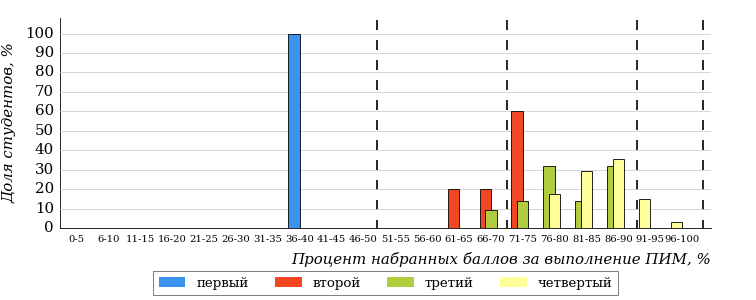 Доля студентов, %
100
90
80
70
60
50
40
30
20
10
0
0-5 6-10 11-15 16-20 21-25 26-30 31-35 36-40 41-45 46-50 51-55 56-60 61-65 66-70 71-75 76-80 81-85 86-90 91-95 96-100
Процент набранных баллов за выполнение ПИМ, %
первый второй третий четвертый